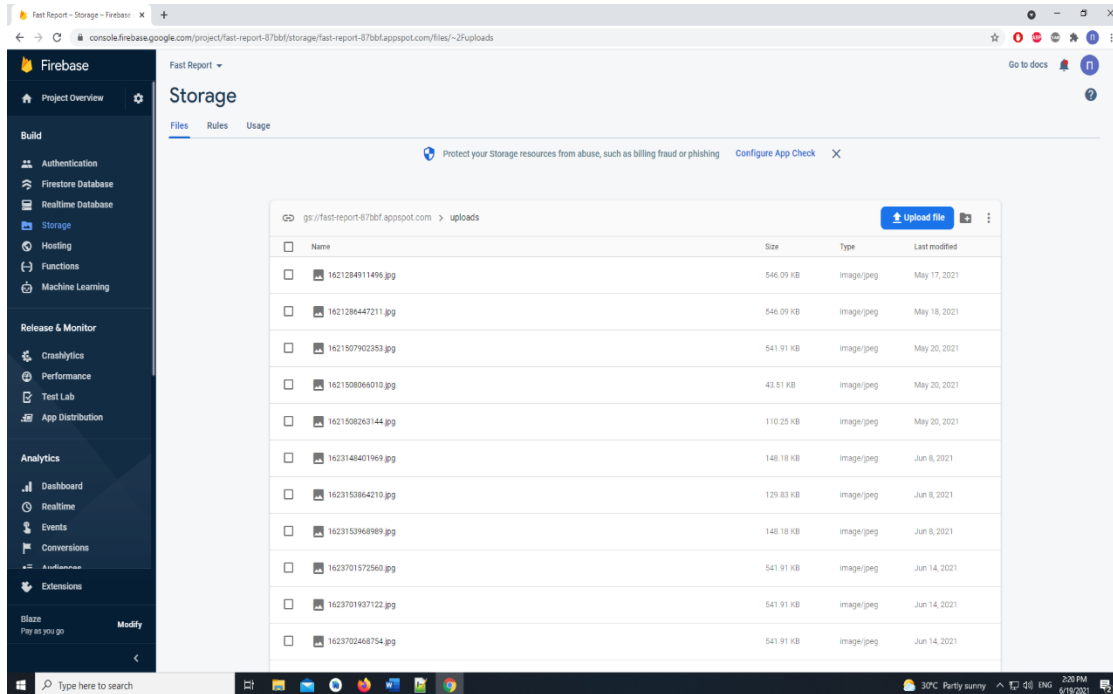 Fast Report – Storage – Firebase
console.firebase.google.com/project/fast-report-87bbf/storage/fast-report-87bbf.appspot.com/files/~2Fuploads
Firebase
Fast Report
Go to docs
П
Project Overview
Storage
Files Rules Usage
Protect your Storage resources from abuse, such as billing fraud or phishing Configure App Check
Build
Authentication
Firestore Database
Realtime Database
Storage
Hosting
Functions
Machine Learning
Release & Monitor
Crashlytics
Performance
Test Lab
App Distribution
Analytics
Dashboard
Realtime
Events
Conversions
Audiences
Extensions
Blaze
Pay as you go
Modify
gs://fast-report-87bbf.appspot.com > uploads
Upload file
Name Size Type Last modified
1621284911496.jpg 546.09 KB image/jpeg May 17, 2021
1621286447211.jpg 546.09 KB image/jpeg May 18, 2021
1621507902353.jpg 541.91 KB image/jpeg May 20, 2021
1621508066010.jpg 43.51 KB image/jpeg May 20, 2021
1621508263144.jpg 110.25 KB image/jpeg May 20, 2021
1623148401969.jpg 148.18 KB image/jpeg Jun 8, 2021
1623153864210.jpg 129.83 KB image/jpeg Jun 8, 2021
1623153968989.jpg 148.18 KB image/jpeg Jun 8, 2021
1623701572560.jpg 541.91 KB image/jpeg Jun 14, 2021
1623701937122.jpg 541.91 KB image/jpeg Jun 14, 2021
1623702468754.jpg 541.91 KB image/jpeg Jun 14, 2021
Type here to search
30°C Partly sunny
ENG
2:20 PM
6/19/2021